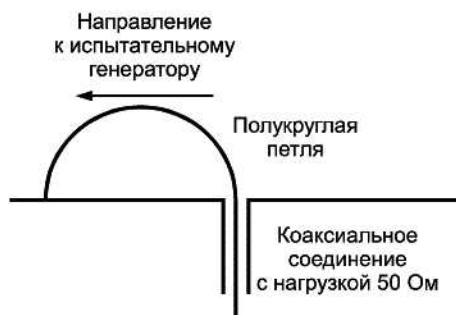 Направление
к испытательному
генератору
Полукруглая
петля
Коаксиальное
соединение
с нагрузкой 50 Ом